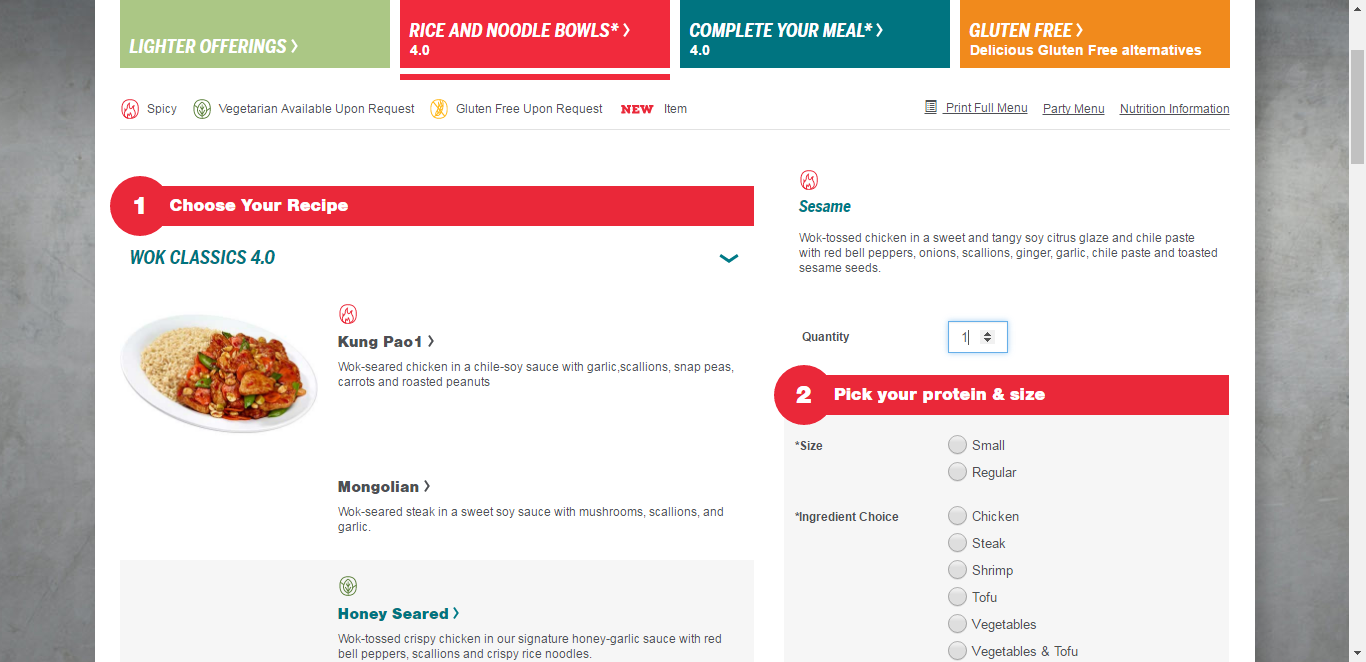 LIGHTER OFFERINGS >
RICE AND NOODLE BOWLS* >
4.0
COMPLETE YOUR MEAL* >
4.0
GLUTEN FREE >
Delicious Gluten Free alternatives
Spicy
Vegetarian Available Upon Request
Gluten Free Upon Request
NEW Item
Print Full Menu
Party Menu
Nutrition Information
1 Choose Your Recipe
WOK CLASSICS 4.0
Kung Pao1 >
Wok-seared chicken in a chile-soy sauce with garlic,scallions, snap peas,
carrots and roasted peanuts
Mongolian >
Wok-seared steak in a sweet soy sauce with mushrooms, scallions, and
garlic.
Honey Seared >
Wok-tossed crispy chicken in our signature honey-garlic sauce with red
bell peppers, scallions and crispy rice noodles.
Sesame
Wok-tossed chicken in a sweet and tangy soy citrus glaze and chile paste
with red bell peppers, onions, scallions, ginger, garlic, chile paste and toasted
sesame seeds.
Quantity 1
2 Pick your protein & size
*Size
Small
Regular
*Ingredient Choice
Chicken
Steak
Shrimp
Tofu
Vegetables
Vegetables & Tofu